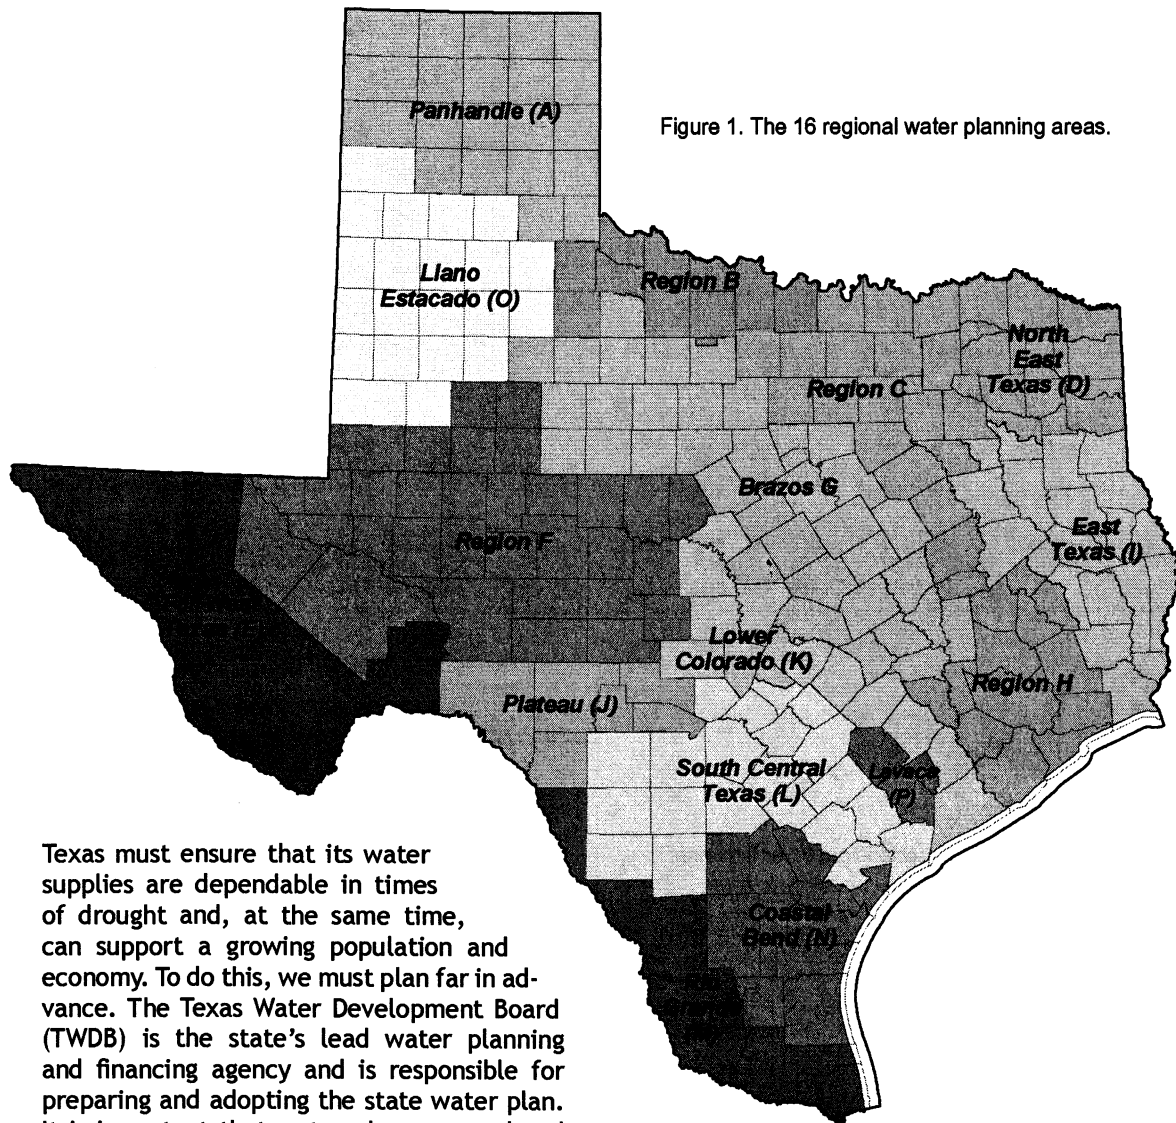 Panhandle (A)
Figure 1. The 16 regional water planning areas.
Llano
Estacado (O)
Region B
North
East
Texas (D)
Region C
Brazos G
East
Texas (I)
Region F
Lower
Colorado (K)
Region H
Plateau (J)
South Central
Texas (L)
Lavaca
(P)
Coastal
Bend (N)
Rio
Grande
Texas must ensure that its water
supplies are dependable in times
of drought and, at the same time,
can support a growing population and
economy. To do this, we must plan far in ad-
vance. The Texas Water Development Board
(TWDB) is the state's lead water planning
and financing agency and is responsible for
preparing and adopting the state water plan.